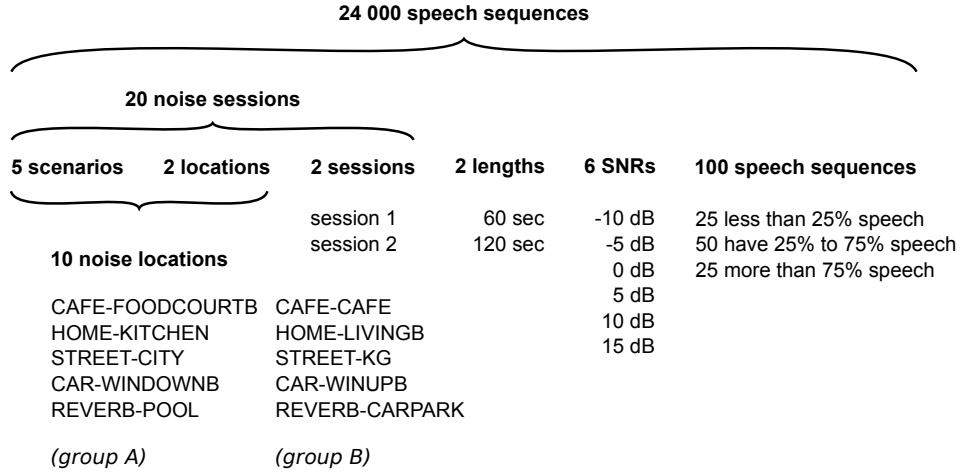 24 000 speech sequences
20 noise sessions
5 scenarios 2 locations 2 sessions 2 lengths 6 SNRs 100 speech sequences
session 1 60 sec -10 dB 25 less than 25% speech
session 2 120 sec -5 dB 50 have 25% to 75% speech
10 noise locations 0 dB 25 more than 75% speech
5 dB
CAFE-FOODCOURTB CAFE-CAFE 10 dB
HOME-KITCHEN HOME-LIVINGB 15 dB
STREET-CITY STREET-KG
CAR-WINDOWNB CAR-WINUPB
REVERB-POOL REVERB-CARPARK
(group A) (group B)